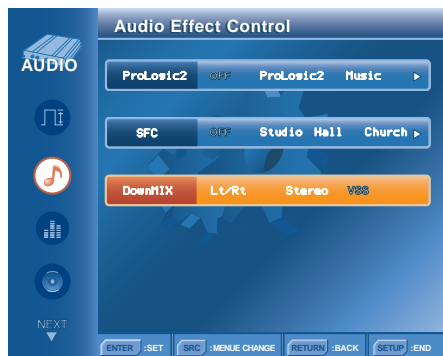 Audio Effect Control
AUDIO
ProLogic2 OFF ProLogic2 Music
SFC OFF Studio Hall Church
DownMIX Lt/Rt Stereo VSS
NEXT
ENTER :SET SRC :MENUE CHANGE RETURN :BACK SETUP :END